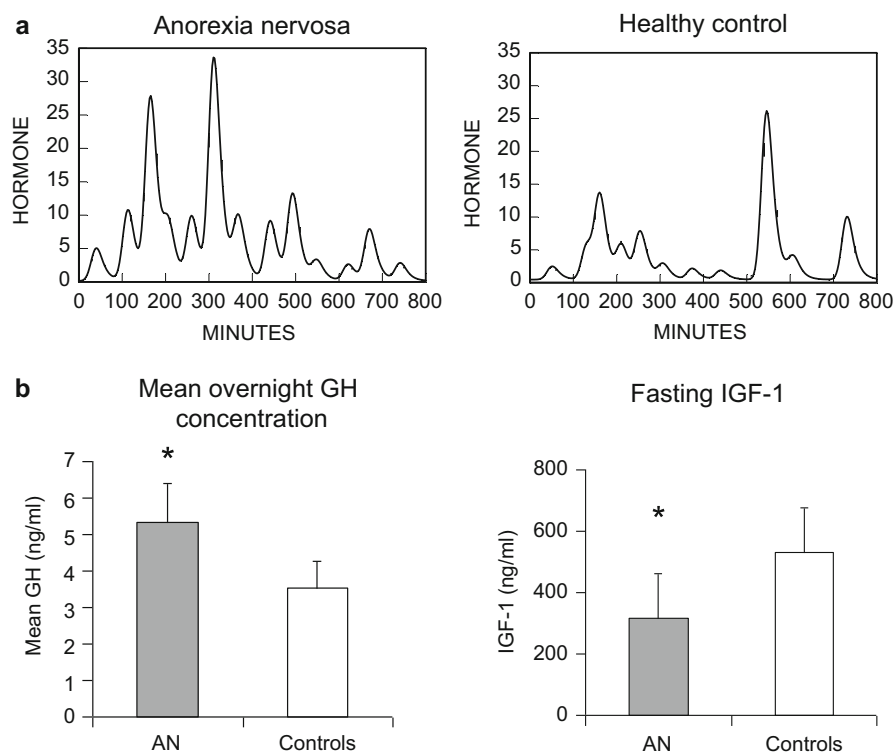 a
Anorexia nervosa
HORMONE
35
30
25
20
15
10
5
0
0 100 200 300 400 500 600 700 800
MINUTES
Healthy control
HORMONE
35
30
25
20
15
10
5
0
0 100 200 300 400 500 600 700 800
MINUTES
b
Mean overnight GH
concentration
Mean GH (ng/ml)
7
6
5
4
3
2
1
0
*
AN Controls
Fasting IGF-1
IGF-1 (ng/ml)
800
600
400
200
0
*
AN Controls